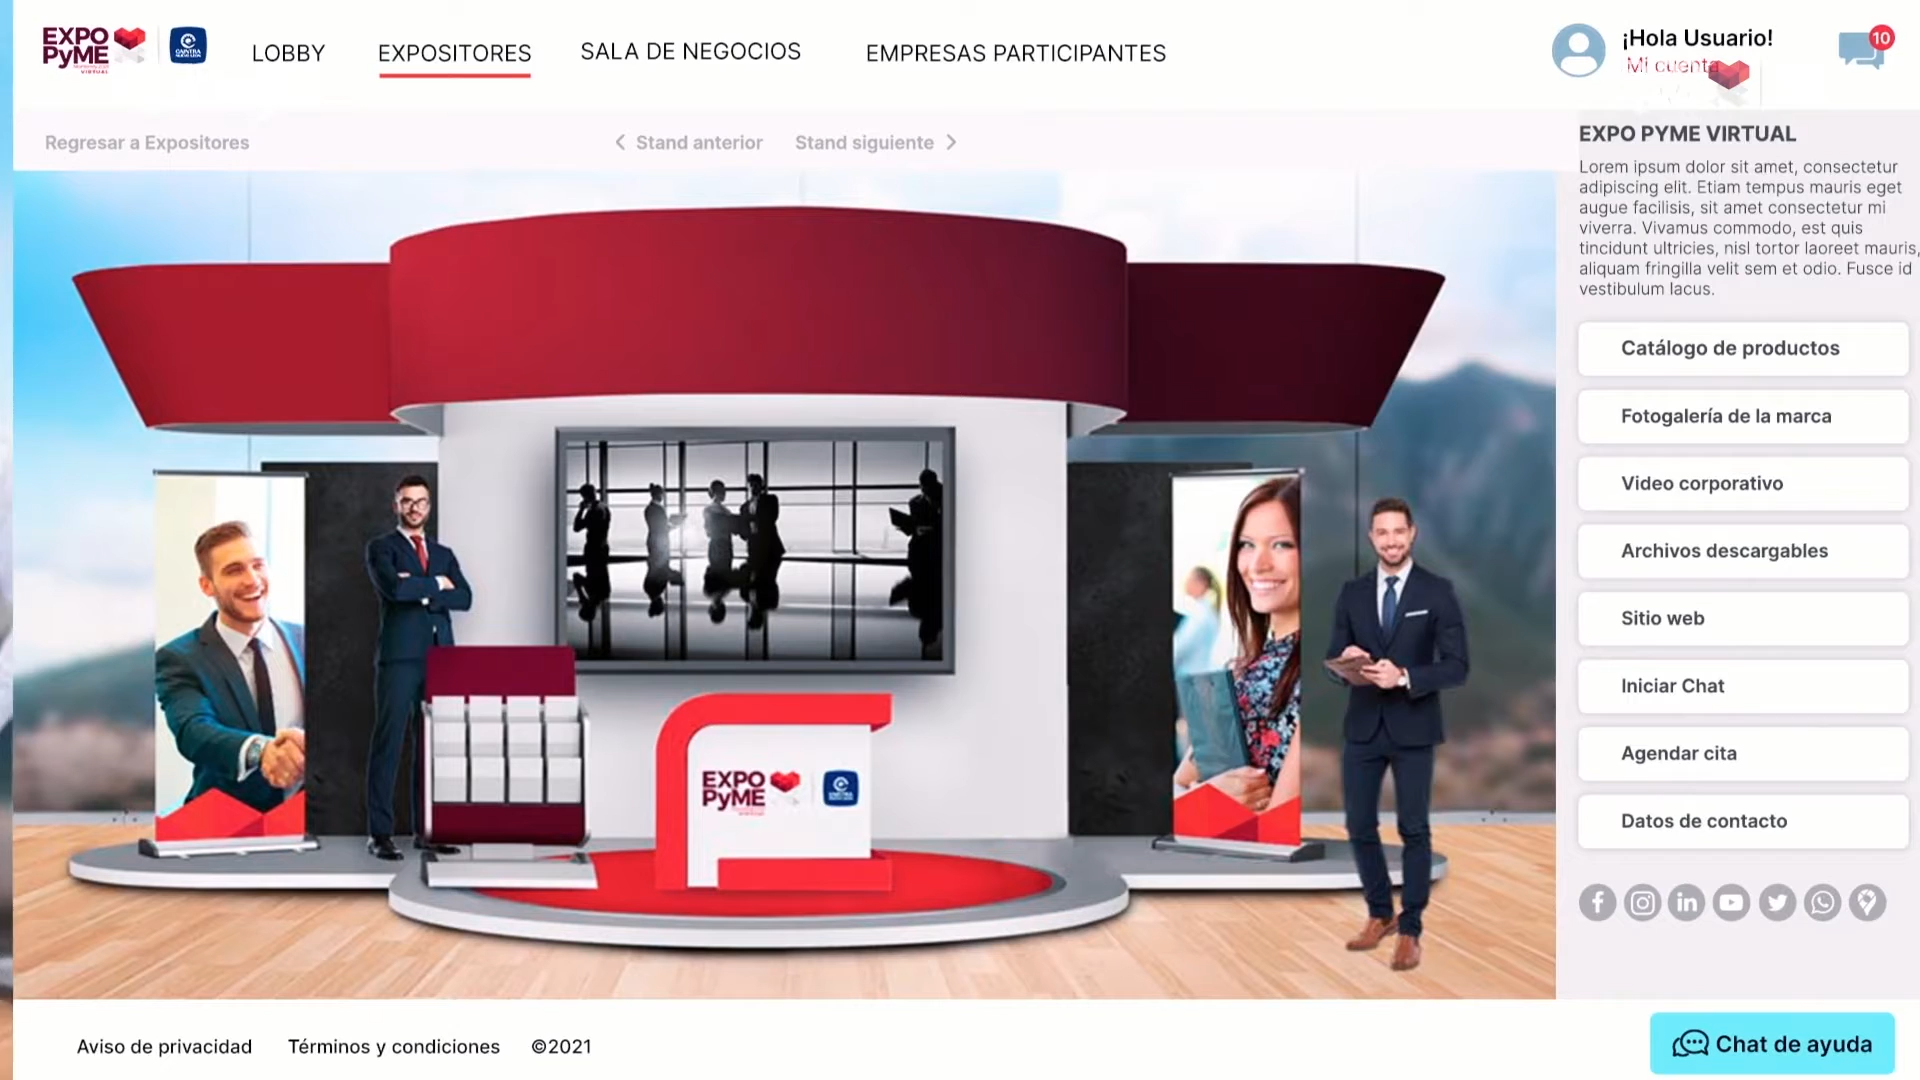 EXPO
PyME
VIRTUAL
CAINTRA
LOBBY
EXPOSITORES
SALA DE NEGOCIOS
EMPRESAS PARTICIPANTES
¡Hola Usuario!
Mi cuenta
10
Regresar a Expositores
Stand anterior
Stand siguiente
EXPO PYME VIRTUAL
Lorem ipsum dolor sit amet, consectetur
adipiscing elit. Etiam tempus mauris eget
augue facilisis, sit amet consectetur mi
viverra. Vivamus commodo, est quis
tincidunt ultricies, nisl tortor laoreet mauris,
aliquam fringilla velit sem et odio. Fusce id
vestibulum lacus.
Catálogo de productos
Fotogalería de la marca
Video corporativo
Archivos descargables
Sitio web
Iniciar Chat
Agendar cita
Datos de contacto
EXPO
PyME
Aviso de privacidad
Términos y condiciones
©2021
Chat de ayuda